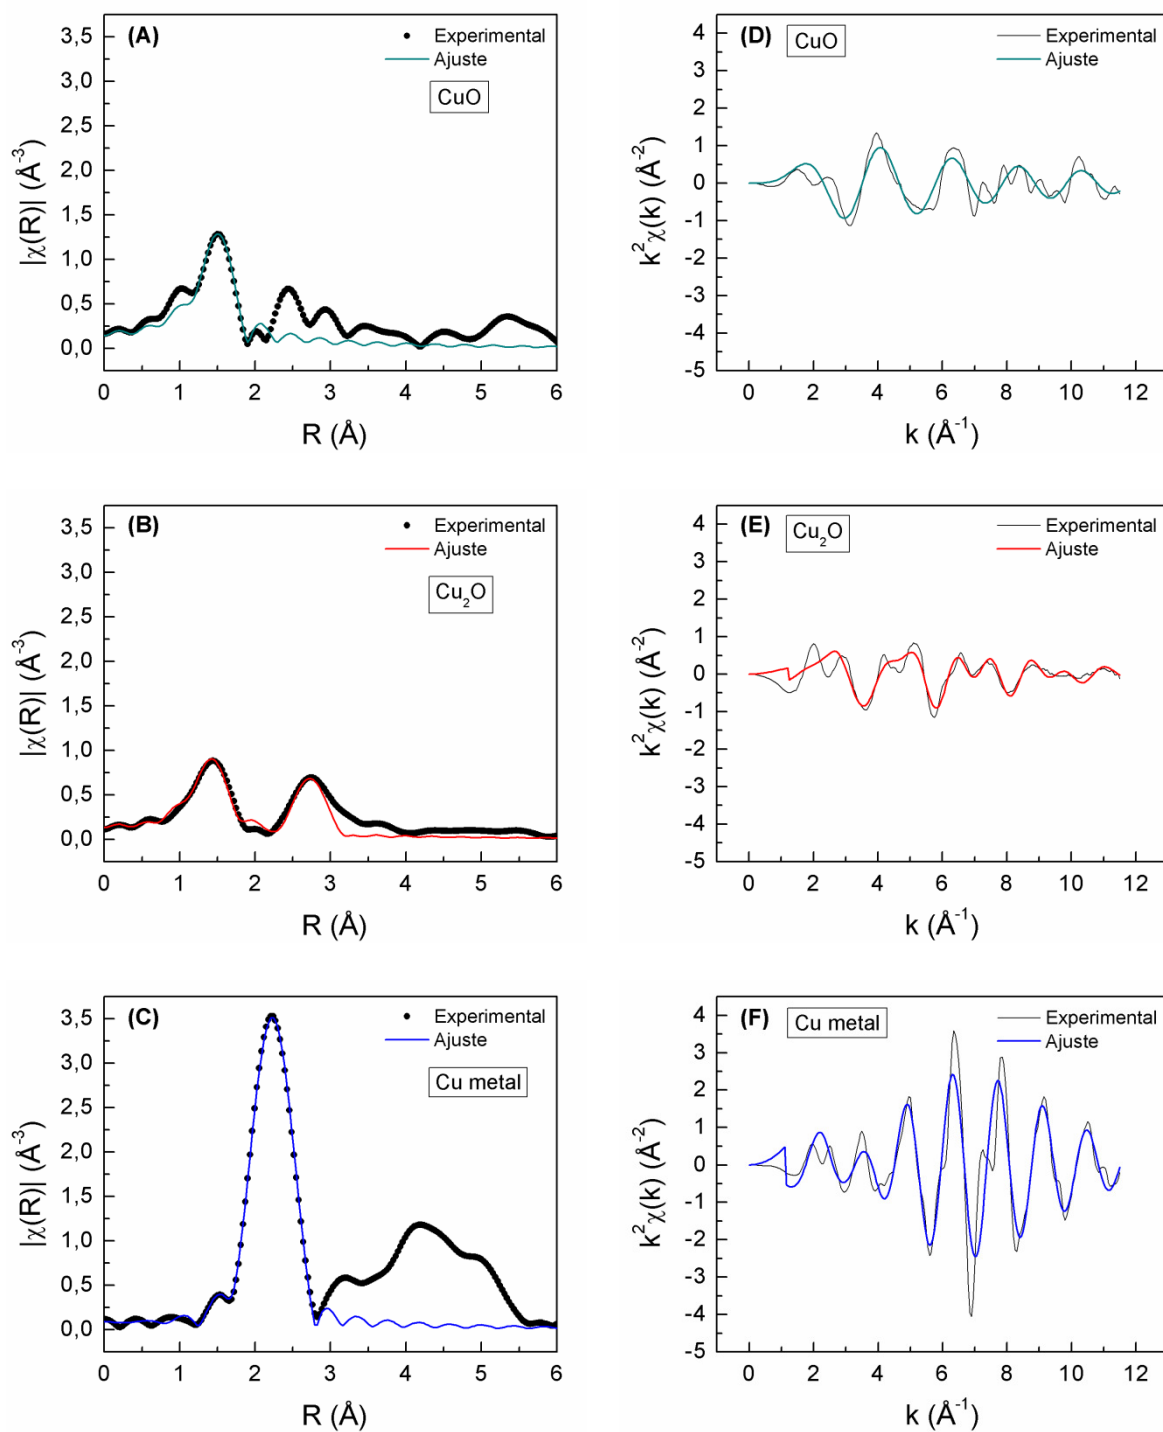 (A)
Experimental
Ajuste
CuO
3,5
3,0
2,5
2,0
1,5
1,0
0,5
0,0
|χ(R)| (Å⁻³)
0 1 2 3 4 5 6
R (Å)
(D)
CuO
Experimental
Ajuste
4
3
2
1
0
-1
-2
-3
-4
-5
k²χ(k) (Å⁻²)
0 2 4 6 8 10 12
k (Å⁻¹)
(B)
Experimental
Ajuste
Cu₂O
3,5
3,0
2,5
2,0
1,5
1,0
0,5
0,0
|χ(R)| (Å⁻³)
0 1 2 3 4 5 6
R (Å)
(E)
Cu₂O
Experimental
Ajuste
4
3
2
1
0
-1
-2
-3
-4
-5
k²χ(k) (Å⁻²)
0 2 4 6 8 10 12
k (Å⁻¹)
(C)
Experimental
Ajuste
Cu metal
3,5
3,0
2,5
2,0
1,5
1,0
0,5
0,0
|χ(R)| (Å⁻³)
0 1 2 3 4 5 6
R (Å)
(F)
Cu metal
Experimental
Ajuste
4
3
2
1
0
-1
-2
-3
-4
-5
k²χ(k) (Å⁻²)
0 2 4 6 8 10 12
k (Å⁻¹)